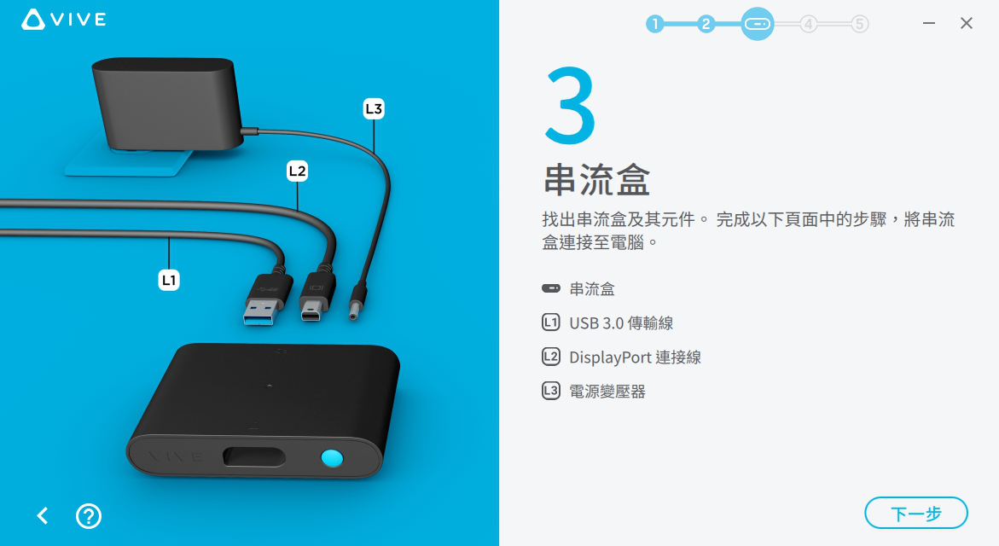 VIVE
1
2
4
5
L3
L2
L1
VIVE
3
串流盒
找出串流盒及其元件。 完成以下頁面中的步驟，將串流
盒連接至電腦。
串流盒
L1 USB 3.0 傳輸線
L2 DisplayPort 連接線
L3 電源變壓器
?
下一步